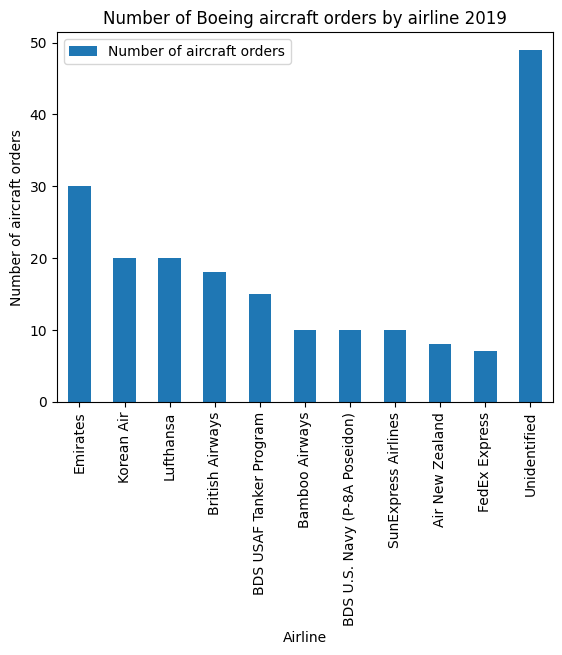 Number of Boeing aircraft orders by airline 2019
Number of aircraft orders
Number of aircraft orders
50
40
30
20
10
0
Emirates
Korean Air
Lufthansa
British Airways
BDS USAF Tanker Program
Bamboo Airways
BDS U.S. Navy (P-8A Poseidon)
SunExpress Airlines
Air New Zealand
FedEx Express
Unidentified
Airline